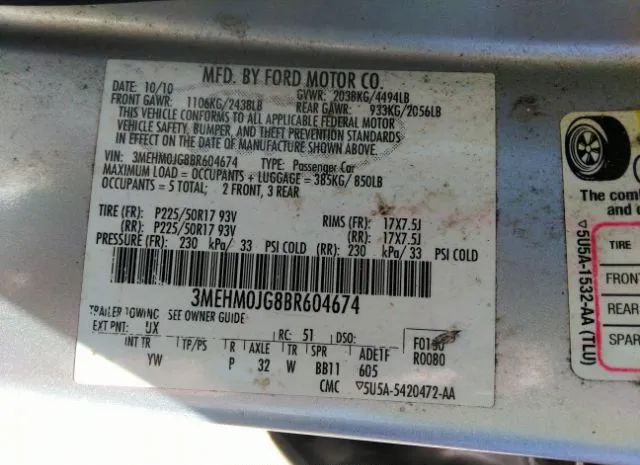 MFD. BY FORD MOTOR CO.
DATE: 10/10 GVWR: 2038KG/4494LB
FRONT GAWR: 1106KG/2438LB REAR GAWR: 933KG/2056LB
THIS VEHICLE CONFORMS TO ALL APPLICABLE FEDERAL MOTOR
VEHICLE SAFETY, BUMPER, AND THEFT PREVENTION STANDARDS
IN EFFECT ON THE DATE OF MANUFACTURE SHOWN ABOVE.
VIN: 3MEHM0JG8BR604674 TYPE: Passenger Car
MAXIMUM LOAD = OCCUPANTS + LUGGAGE = 385KG/850LB
OCCUPANTS = 5 TOTAL; 2 FRONT, 3 REAR
TIRE (FR): P225/50R17 93V RIMS (FR): 17X7.5J
(RR): P225/50R17 93V (RR): 17X7.5J
PRESSURE (FR): 230 kPa/ 33 PSI COLD (RR): 230 kPa/ 33 PSI COLD
3MEHM0JG8BR604674
TRAILER TOWING SEE OWNER GUIDE
EXT PNT: UX RC: 51 DSO: F0130
INT TR TP/PS R AXLE TR SPR ADETF R0080
YW P 32 W BB11 605
CMC ▽5U5A-5420472-AA
The comb
and o
▽5U5A-1532-AA (TLU)
TIRE
FRON
REAR
SPAR